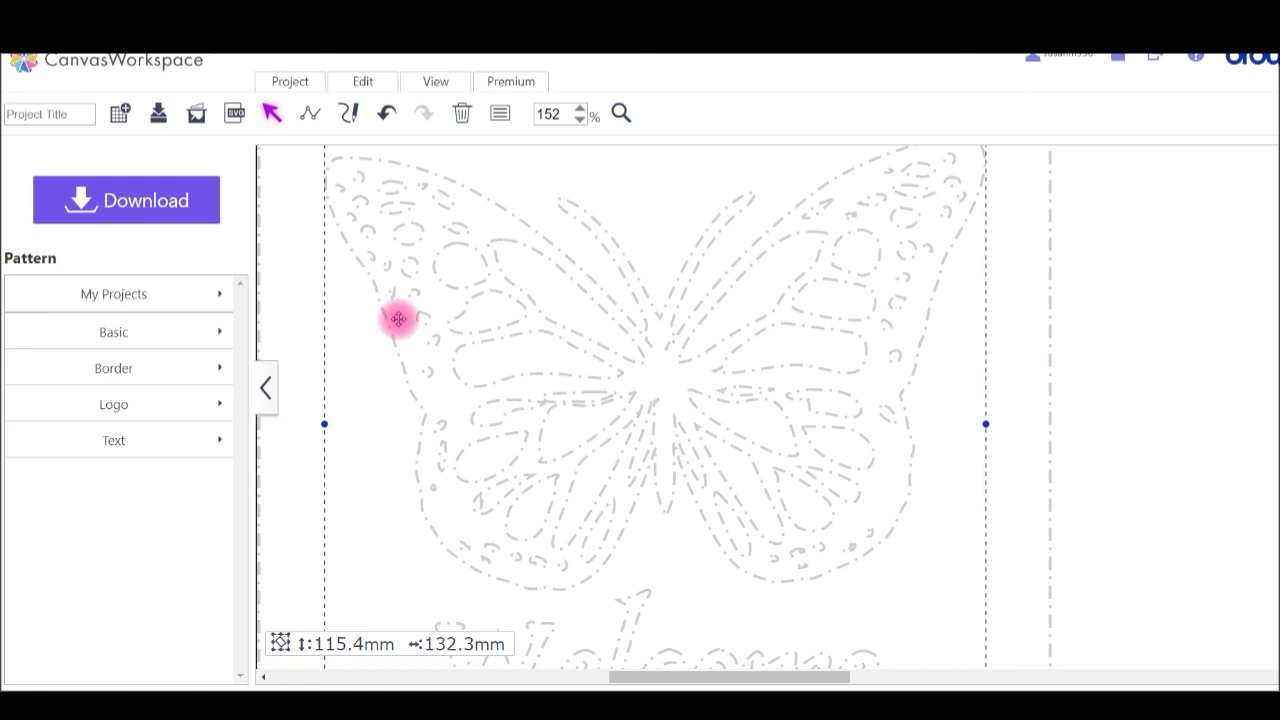 CanvasWorkspace
Project
Edit
View
Premium
Project Title
SVG
152
%
Download
Pattern
My Projects
Basic
Border
Logo
Text
115.4mm
132.3mm